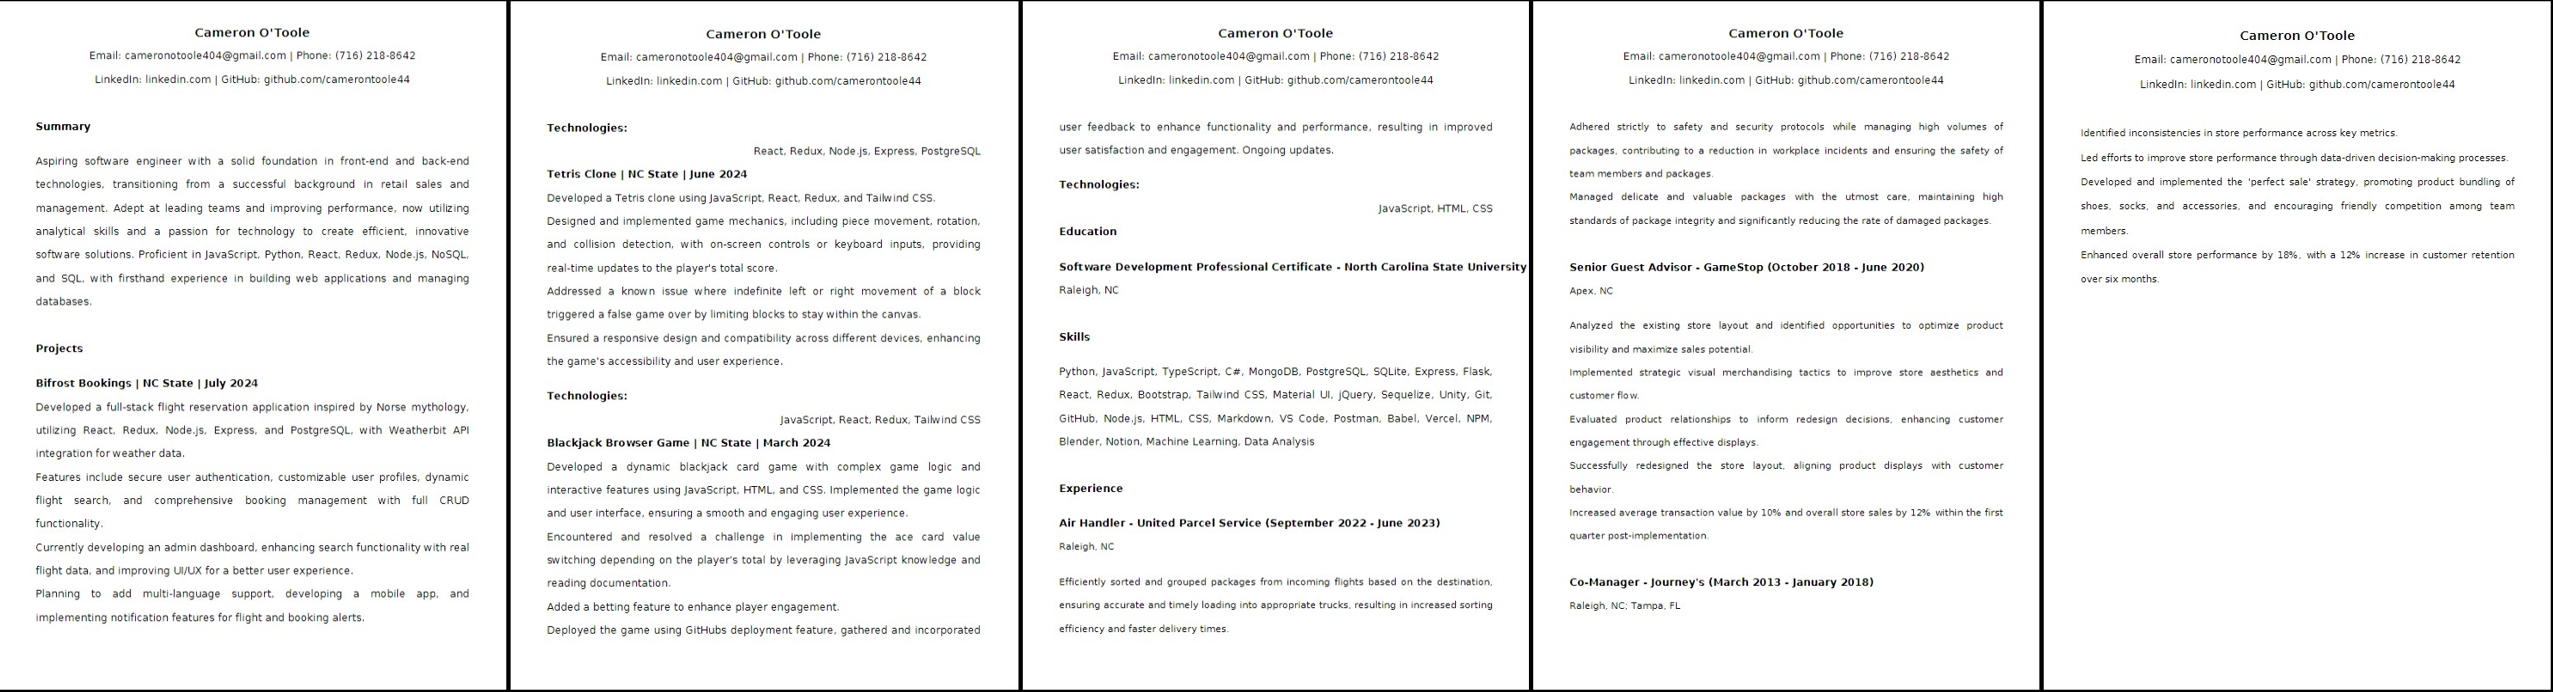 Cameron O'Toole
Email: cameronotoole404@gmail.com | Phone: (716) 218-8642
LinkedIn: linkedin.com | GitHub: github.com/camerontoole44
Summary
Aspiring software engineer with a solid foundation in front-end and back-end
technologies, transitioning from a successful background in retail sales and
management. Adept at leading teams and improving performance, now utilizing
analytical skills and a passion for technology to create efficient, innovative
software solutions. Proficient in JavaScript, Python, React, Redux, Node.js, NoSQL,
and SQL, with firsthand experience in building web applications and managing
databases.
Projects
Bifrost Bookings | NC State | July 2024
Developed a full-stack flight reservation application inspired by Norse mythology,
utilizing React, Redux, Node.js, Express, and PostgreSQL, with Weatherbit API
integration for weather data.
Features include secure user authentication, customizable user profiles, dynamic
flight search, and comprehensive booking management with full CRUD
functionality.
Currently developing an admin dashboard, enhancing search functionality with real
flight data, and improving UI/UX for a better user experience.
Planning to add multi-language support, developing a mobile app, and
implementing notification features for flight and booking alerts.
Cameron O'Toole
Email: cameronotoole404@gmail.com | Phone: (716) 218-8642
LinkedIn: linkedin.com | GitHub: github.com/camerontoole44
Technologies:
React, Redux, Node.js, Express, PostgreSQL
Tetris Clone | NC State | June 2024
Developed a Tetris clone using JavaScript, React, Redux, and Tailwind CSS.
Designed and implemented game mechanics, including piece movement, rotation,
and collision detection, with on-screen controls or keyboard inputs, providing
real-time updates to the player's total score.
Addressed a known issue where indefinite left or right movement of a block
triggered a false game over by limiting blocks to stay within the canvas.
Ensured a responsive design and compatibility across different devices, enhancing
the game's accessibility and user experience.
Technologies:
JavaScript, React, Redux, Tailwind CSS
Blackjack Browser Game | NC State | March 2024
Developed a dynamic blackjack card game with complex game logic and
interactive features using JavaScript, HTML, and CSS. Implemented the game logic
and user interface, ensuring a smooth and engaging user experience.
Encountered and resolved a challenge in implementing the ace card value
switching depending on the player's total by leveraging JavaScript knowledge and
reading documentation.
Added a betting feature to enhance player engagement.
Deployed the game using GitHubs deployment feature, gathered and incorporated
Cameron O'Toole
Email: cameronotoole404@gmail.com | Phone: (716) 218-8642
LinkedIn: linkedin.com | GitHub: github.com/camerontoole44
user feedback to enhance functionality and performance, resulting in improved
user satisfaction and engagement. Ongoing updates.
Technologies:
JavaScript, HTML, CSS
Education
Software Development Professional Certificate - North Carolina State University
Raleigh, NC
Skills
Python, JavaScript, TypeScript, C#, MongoDB, PostgreSQL, SQLite, Express, Flask,
React, Redux, Bootstrap, Tailwind CSS, Material UI, jQuery, Sequelize, Unity, Git,
GitHub, Node.js, HTML, CSS, Markdown, VS Code, Postman, Babel, Vercel, NPM,
Blender, Notion, Machine Learning, Data Analysis
Experience
Air Handler - United Parcel Service (September 2022 - June 2023)
Raleigh, NC
Efficiently sorted and grouped packages from incoming flights based on the destination,
ensuring accurate and timely loading into appropriate trucks, resulting in increased sorting
efficiency and faster delivery times.
Cameron O'Toole
Email: cameronotoole404@gmail.com | Phone: (716) 218-8642
LinkedIn: linkedin.com | GitHub: github.com/camerontoole44
Adhered strictly to safety and security protocols while managing high volumes of
packages, contributing to a reduction in workplace incidents and ensuring the safety of
team members and packages.
Managed delicate and valuable packages with the utmost care, maintaining high
standards of package integrity and significantly reducing the rate of damaged packages.
Senior Guest Advisor - GameStop (October 2018 - June 2020)
Apex, NC
Analyzed the existing store layout and identified opportunities to optimize product
visibility and maximize sales potential.
Implemented strategic visual merchandising tactics to improve store aesthetics and
customer flow.
Evaluated product relationships to inform redesign decisions, enhancing customer
engagement through effective displays.
Successfully redesigned the store layout, aligning product displays with customer
behavior.
Increased average transaction value by 10% and overall store sales by 12% within the first
quarter post-implementation.
Co-Manager - Journey's (March 2013 - January 2018)
Raleigh, NC; Tampa, FL
Cameron O'Toole
Email: cameronotoole404@gmail.com | Phone: (716) 218-8642
LinkedIn: linkedin.com | GitHub: github.com/camerontoole44
Identified inconsistencies in store performance across key metrics.
Led efforts to improve store performance through data-driven decision-making processes.
Developed and implemented the 'perfect sale' strategy, promoting product bundling of
shoes, socks, and accessories, and encouraging friendly competition among team
members.
Enhanced overall store performance by 18%, with a 12% increase in customer retention
over six months.